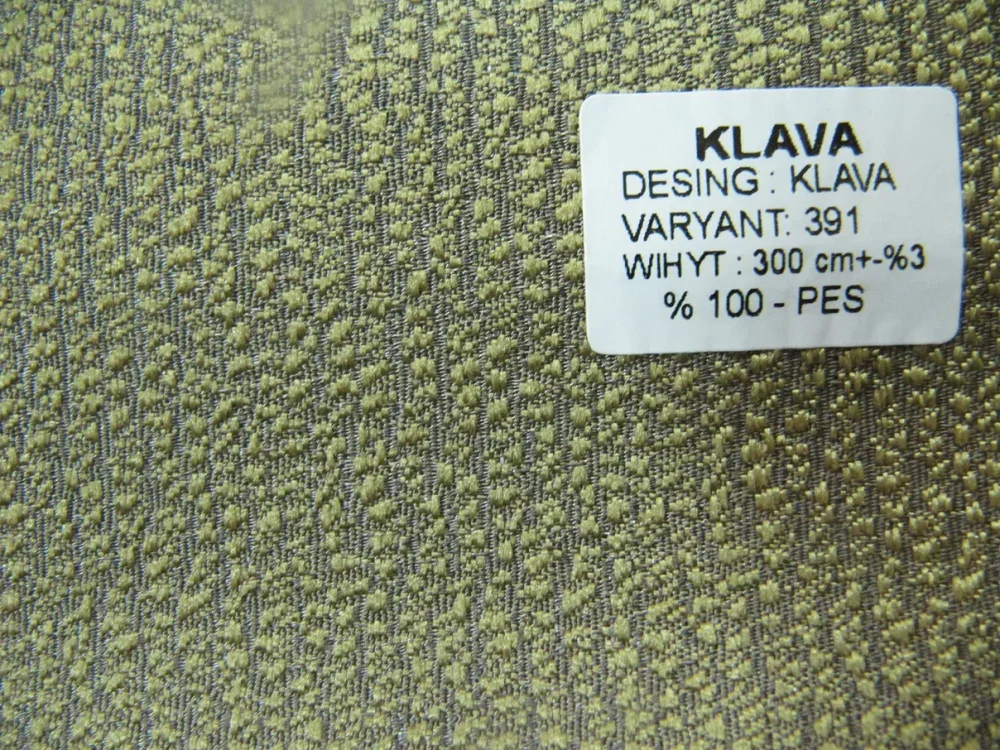 KLAVA
DESING : KLAVA
VARYANT: 391
WIHYT : 300 cm+-%3
% 100 - PES